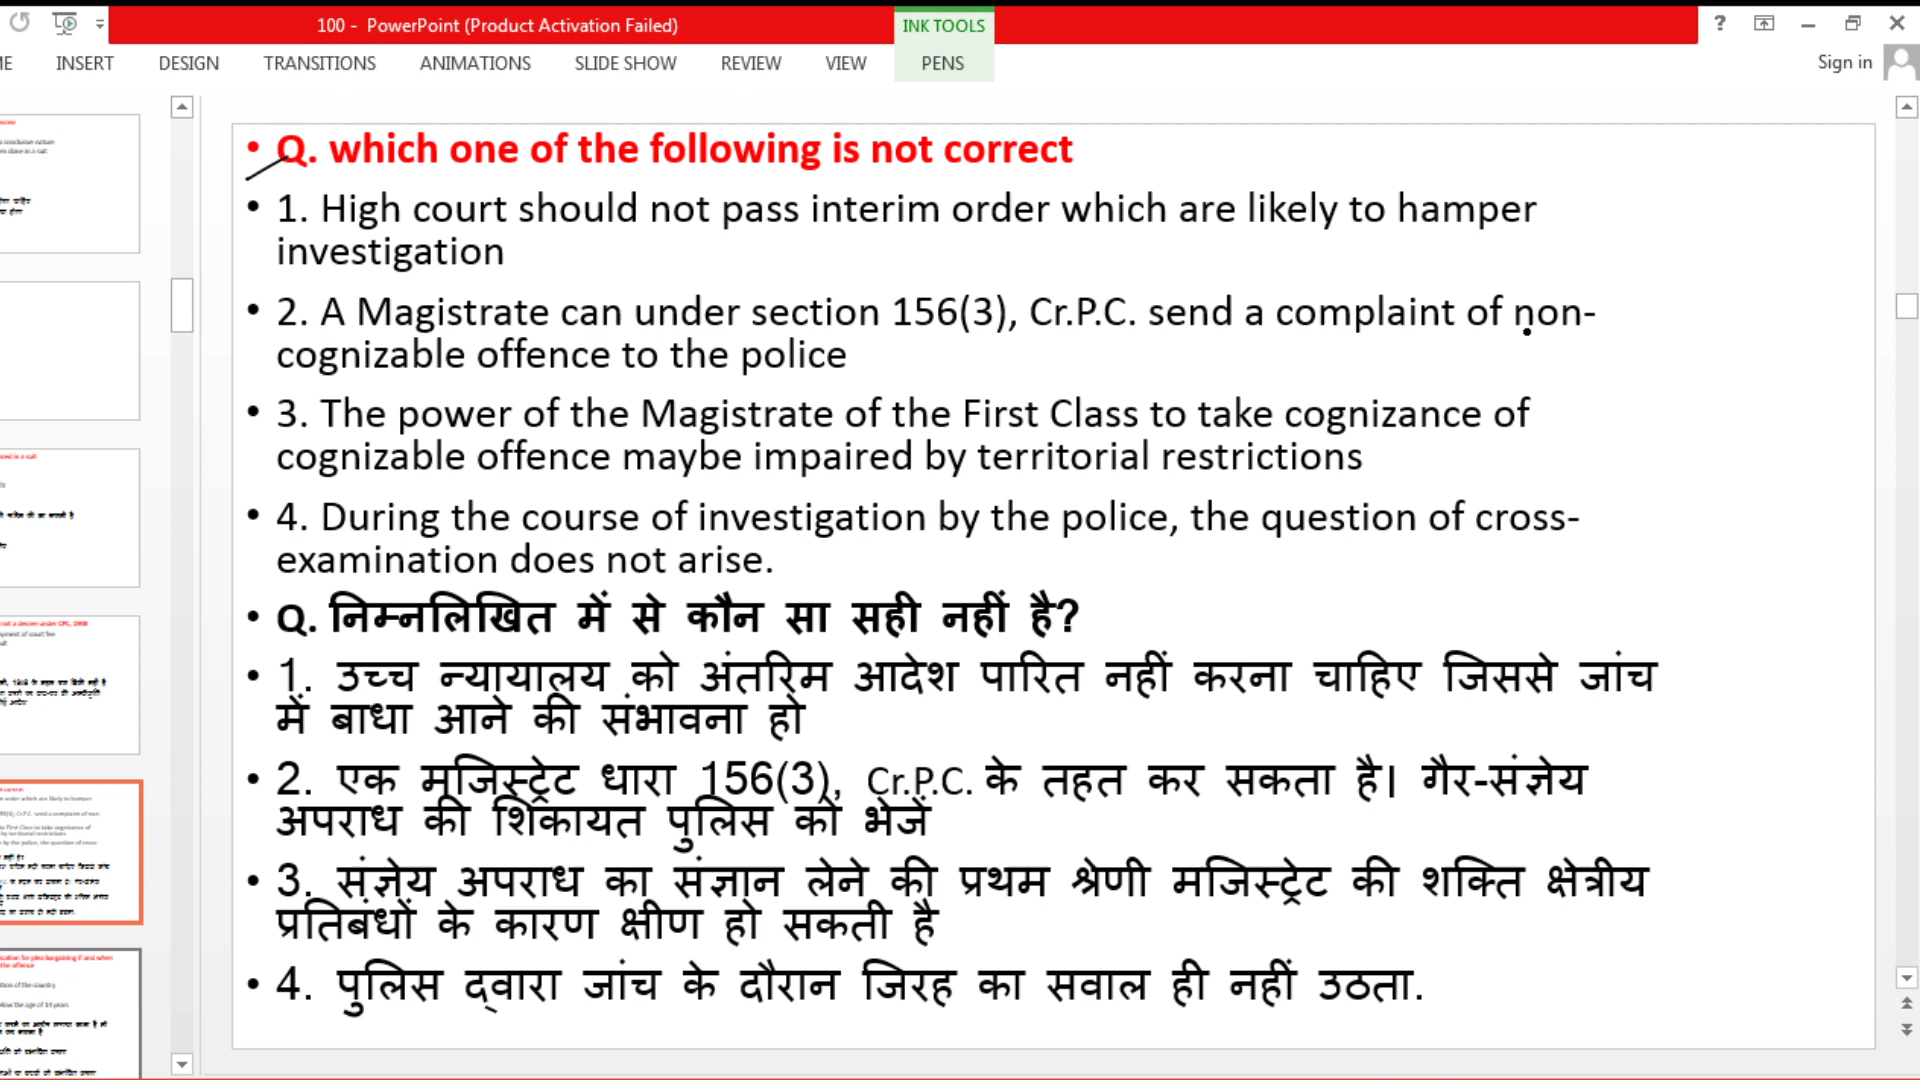 100 - PowerPoint (Product Activation Failed)
INK TOOLS
INSERT DESIGN TRANSITIONS ANIMATIONS SLIDE SHOW REVIEW VIEW PENS
Sign in
• Q. which one of the following is not correct
• 1. High court should not pass interim order which are likely to hamper
investigation
• 2. A Magistrate can under section 156(3), Cr.P.C. send a complaint of non-
cognizable offence to the police
• 3. The power of the Magistrate of the First Class to take cognizance of
cognizable offence maybe impaired by territorial restrictions
• 4. During the course of investigation by the police, the question of cross-
examination does not arise.
• Q. निम्नलिखित में से कौन सा सही नहीं है?
• 1. उच्च न्यायालय को अंतरिम आदेश पारित नहीं करना चाहिए जिससे जांच
में बाधा आने की संभावना हो
• 2. एक मजिस्ट्रेट धारा 156(3), Cr.P.C. के तहत कर सकता है। गैर-संज्ञेय
अपराध की शिकायत पुलिस को भेजें
• 3. संज्ञेय अपराध का संज्ञान लेने की प्रथम श्रेणी मजिस्ट्रेट की शक्ति क्षेत्रीय
प्रतिबंधों के कारण क्षीण हो सकती है
• 4. पुलिस द्वारा जांच के दौरान जिरह का सवाल ही नहीं उठता.